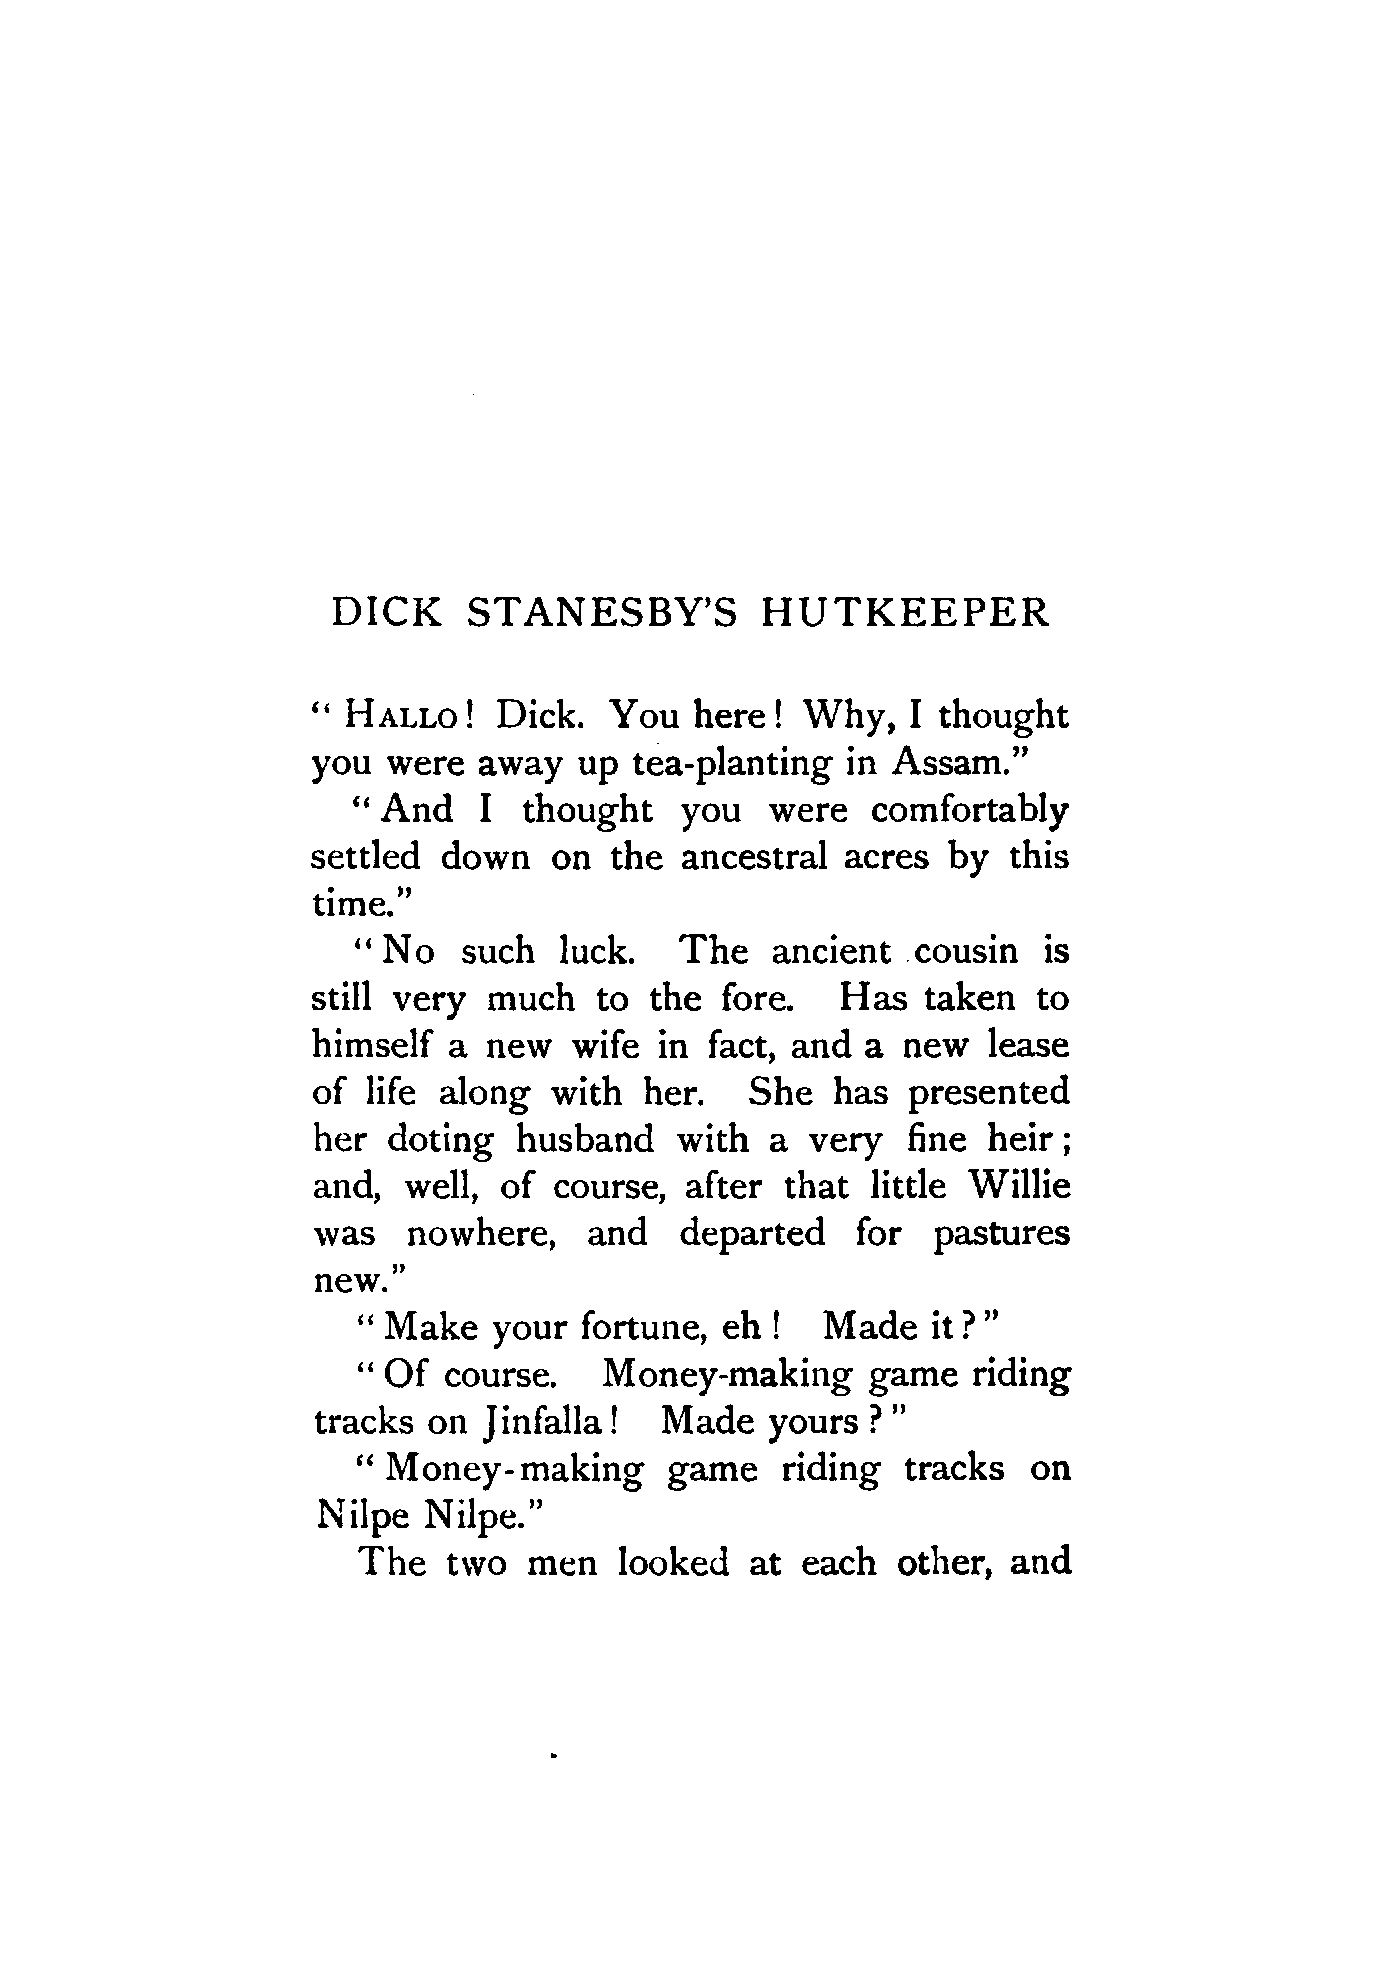 DICK STANESBY'S HUTKEEPER
“ HALLO! Dick. You here! Why, I thought
you were away up tea-planting in Assam.”
“ And I thought you were comfortably
settled down on the ancestral acres by this
time.”
“ No such luck. The ancient cousin is
still very much to the fore. Has taken to
himself a new wife in fact, and a new lease
of life along with her. She has presented
her doting husband with a very fine heir ;
and, well, of course, after that little Willie
was nowhere, and departed for pastures
new.”
“ Make your fortune, eh ! Made it ? ”
“ Of course. Money-making game riding
tracks on Jinfalla ! Made yours ? ”
“ Money-making game riding tracks on
Nilpe Nilpe.”
The two men looked at each other, and